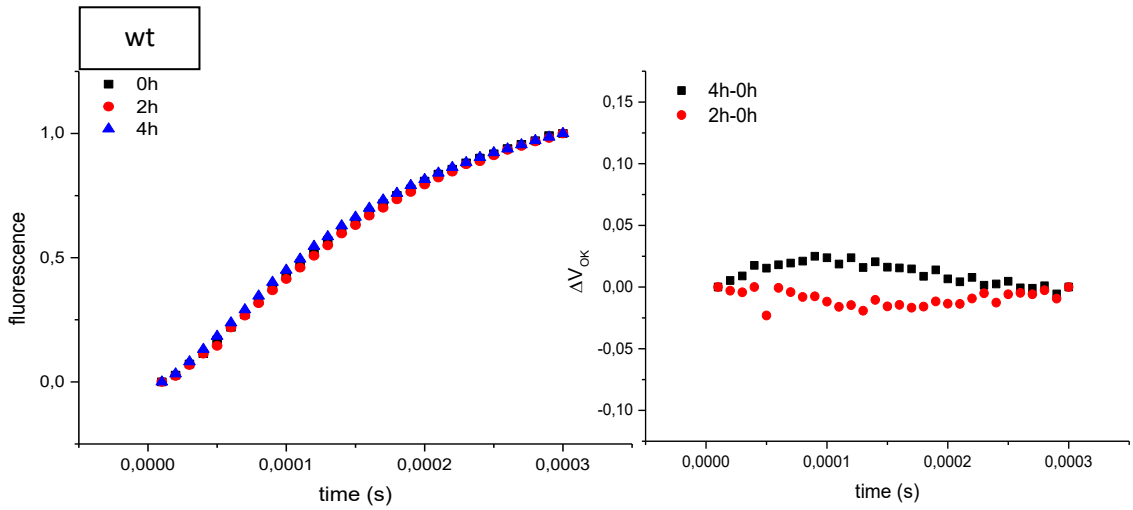 wt
0h
2h
4h
1,0
0,5
0,0
fluorescence
0,0000
0,0001
0,0002
0,0003
time (s)
4h-0h
2h-0h
0,15
0,10
0,05
0,00
-0,05
-0,10
ΔV_OK
0,0000
0,0001
0,0002
0,0003
time (s)